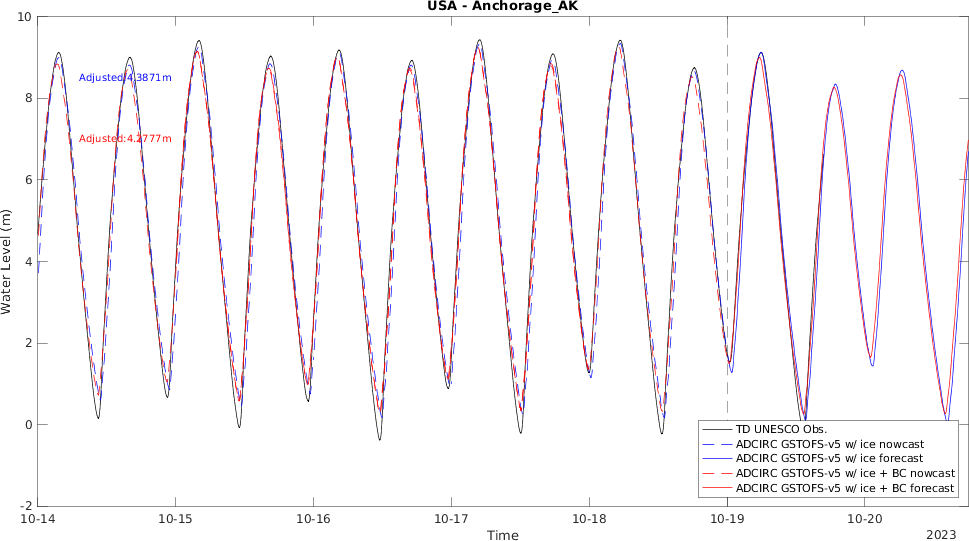 USA - Anchorage_AK
10
8
6
4
2
0
-2
Water Level (m)
Adjusted:4.3871m
Adjusted:4.2777m
TD UNESCO Obs.
ADCIRC GSTOFS-v5 w/ ice nowcast
ADCIRC GSTOFS-v5 w/ ice forecast
ADCIRC GSTOFS-v5 w/ ice + BC nowcast
ADCIRC GSTOFS-v5 w/ ice + BC forecast
10-14 10-15 10-16 10-17 10-18 10-19 10-20
Time
2023